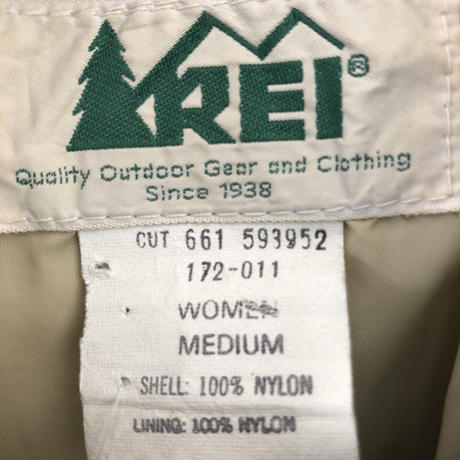 REI®
Quality Outdoor Gear and Clothing
Since 1938
CUT 661 593952
172-011
WOMEN
MEDIUM
SHELL: 100% NYLON
LINING: 100% NYLON